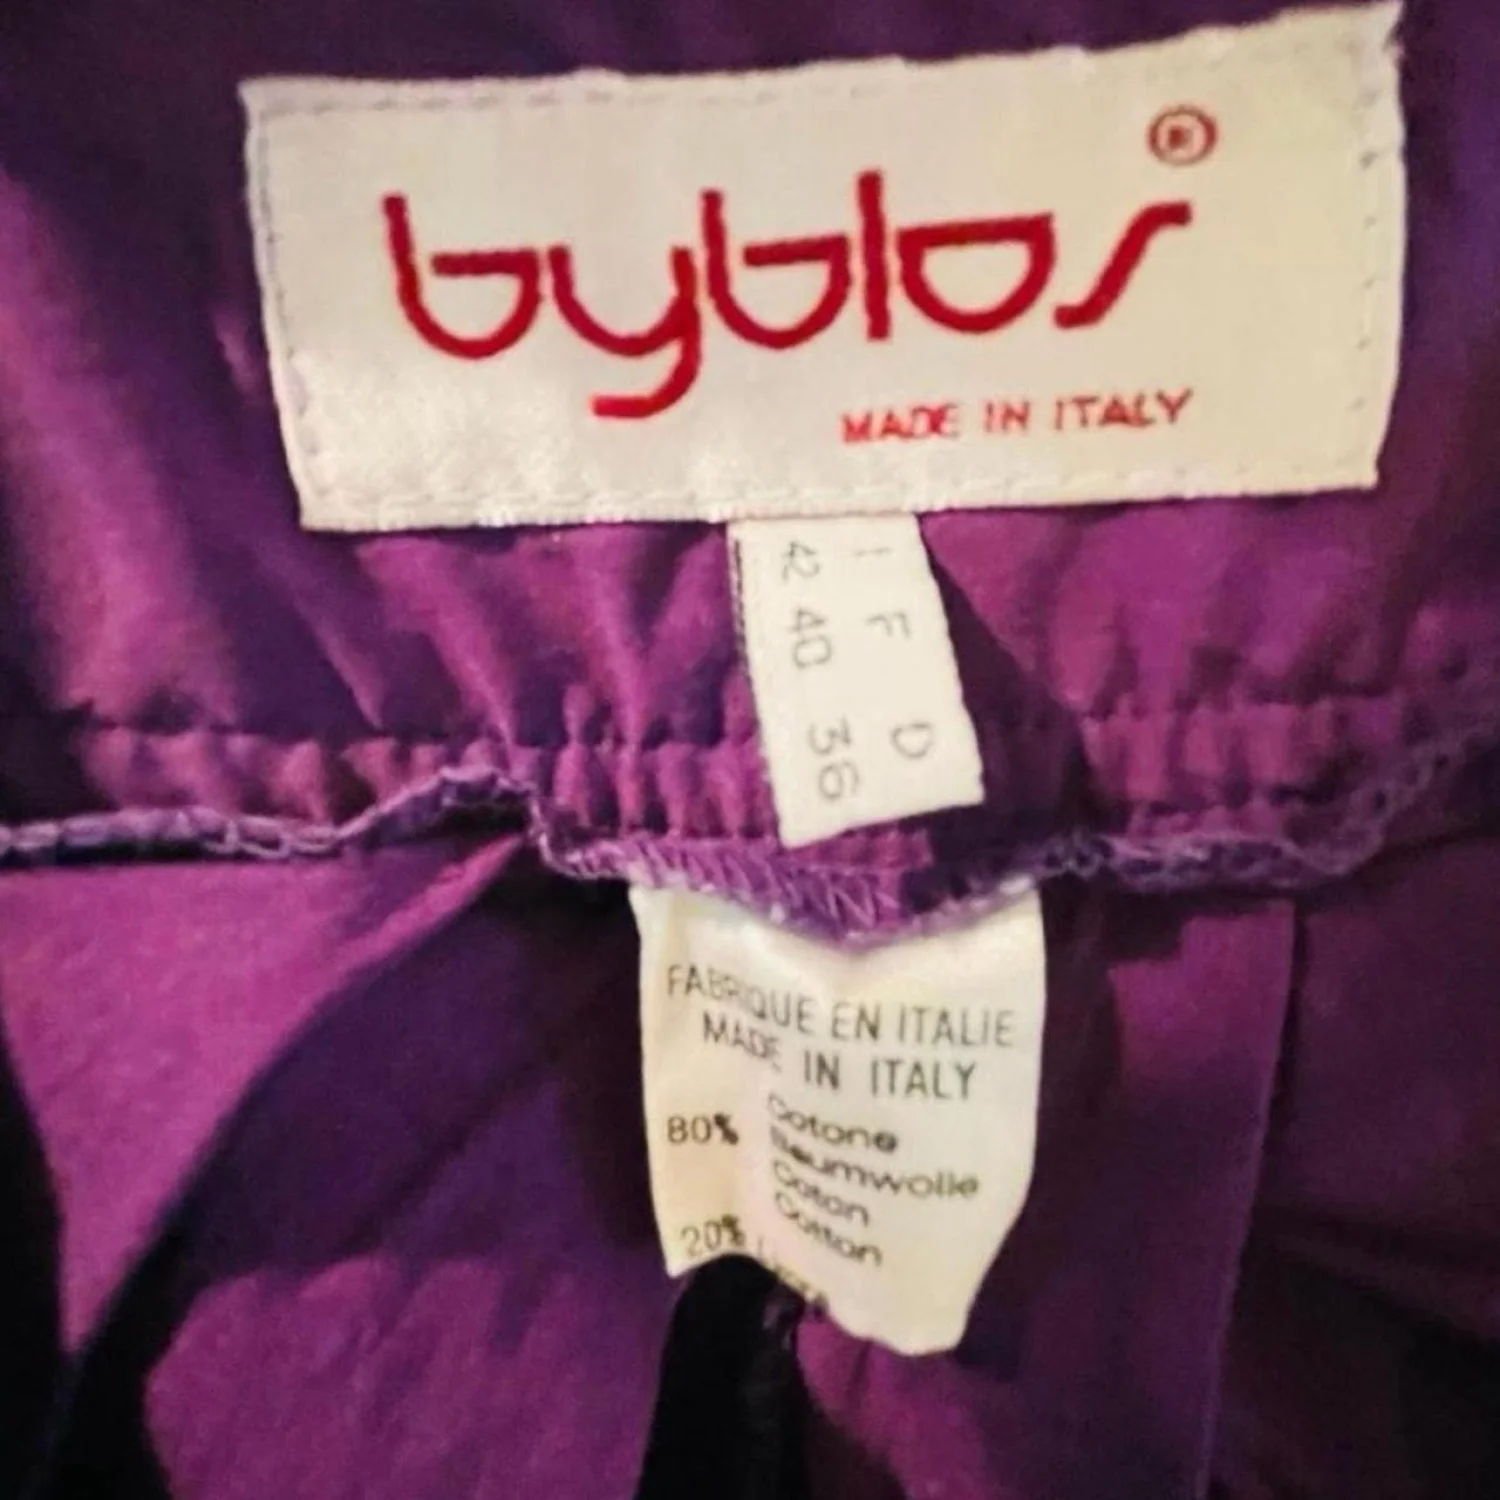 byblos ®
MADE IN ITALY
I F D
42 40 36
FABRIQUE EN ITALIE
MADE IN ITALY
80% Cotone
Baumwolle
Coton
Cotton
20%